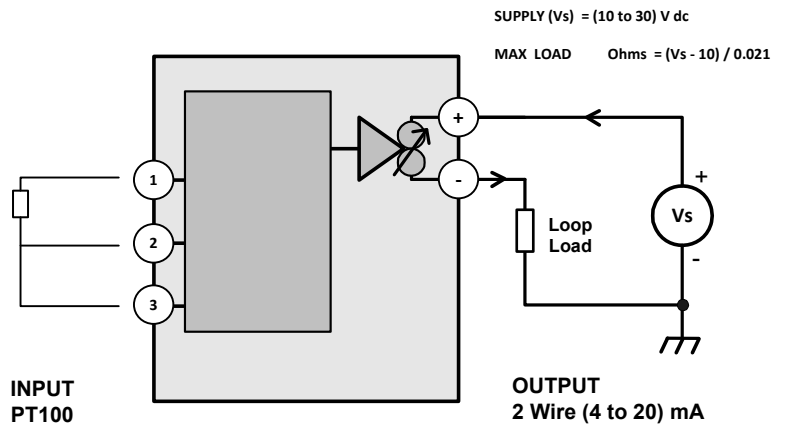 SUPPLY (Vs) = (10 to 30) V dc
MAX LOAD Ohms = (Vs - 10) / 0.021
+
-
1
2
3
+
Vs
-
Loop
Load
INPUT
PT100
OUTPUT
2 Wire (4 to 20) mA